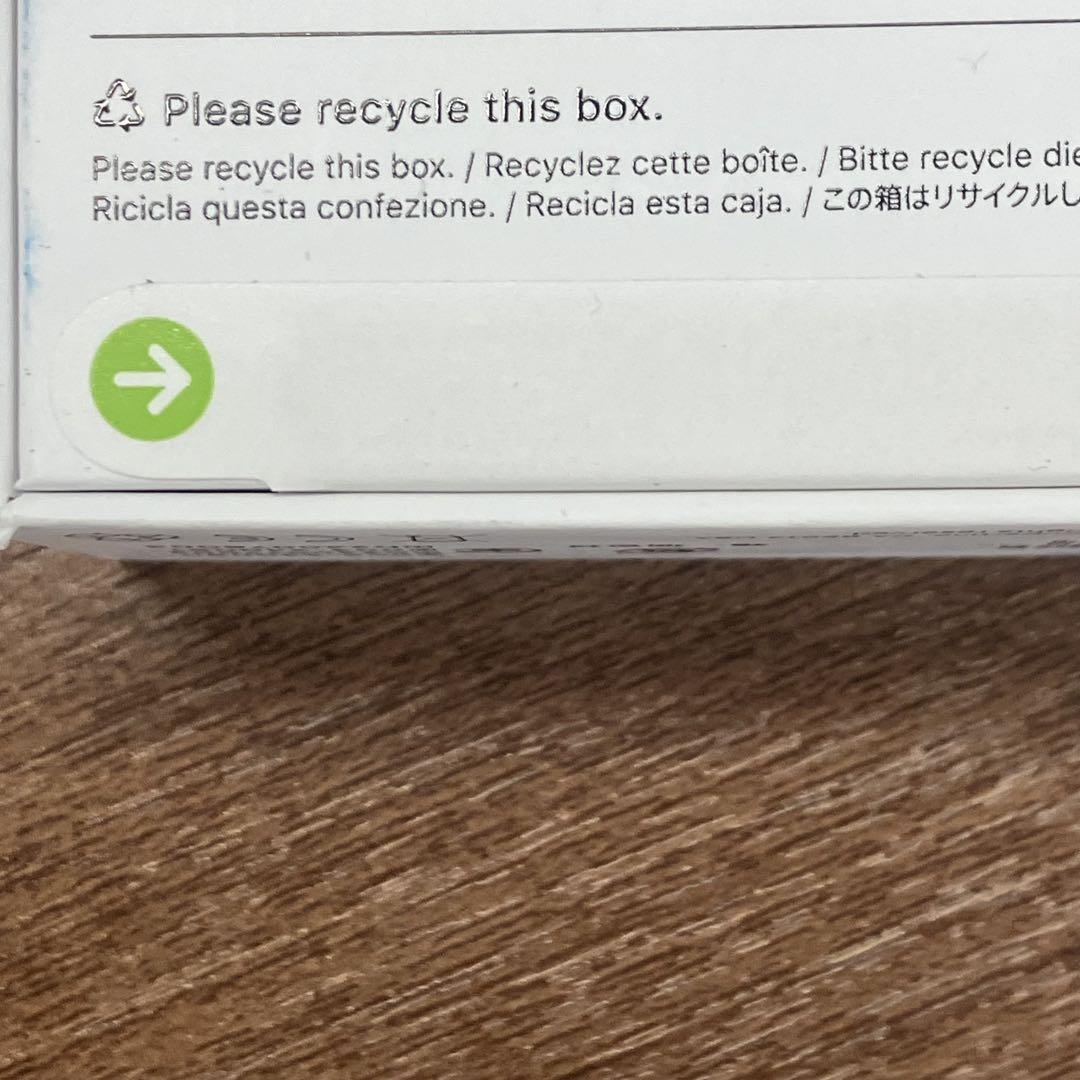 Please recycle this box.
Please recycle this box. / Recyclez cette boîte. / Bitte recycle die
Ricicla questa confezione. / Recicla esta caja. / この箱はリサイクルし